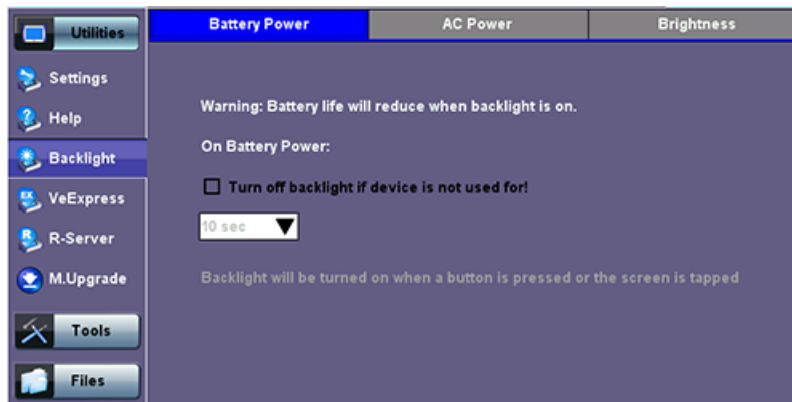 Utilities
Settings
Help
Backlight
VeExpress
R-Server
M.Upgrade
Tools
Files
Battery Power
AC Power
Brightness
Warning: Battery life will reduce when backlight is on.
On Battery Power:
Turn off backlight if device is not used for!
10 sec
Backlight will be turned on when a button is pressed or the screen is tapped